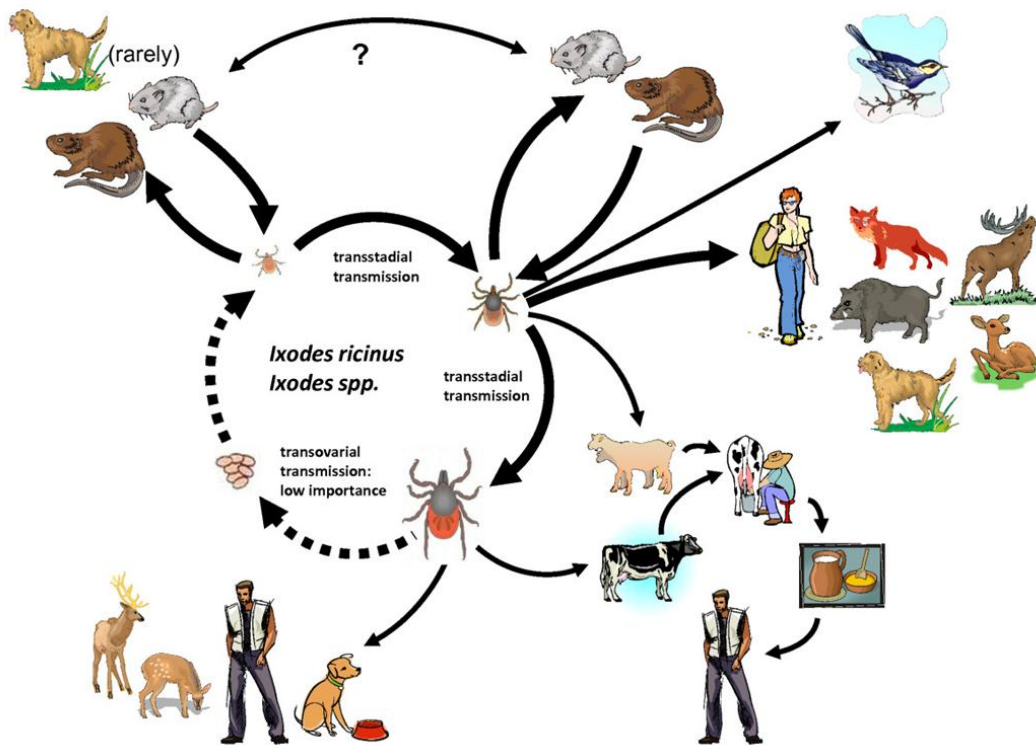 (rarely)
?
transstadial
transmission
Ixodes ricinus
Ixodes spp.
transstadial
transmission
transovarial
transmission:
low importance